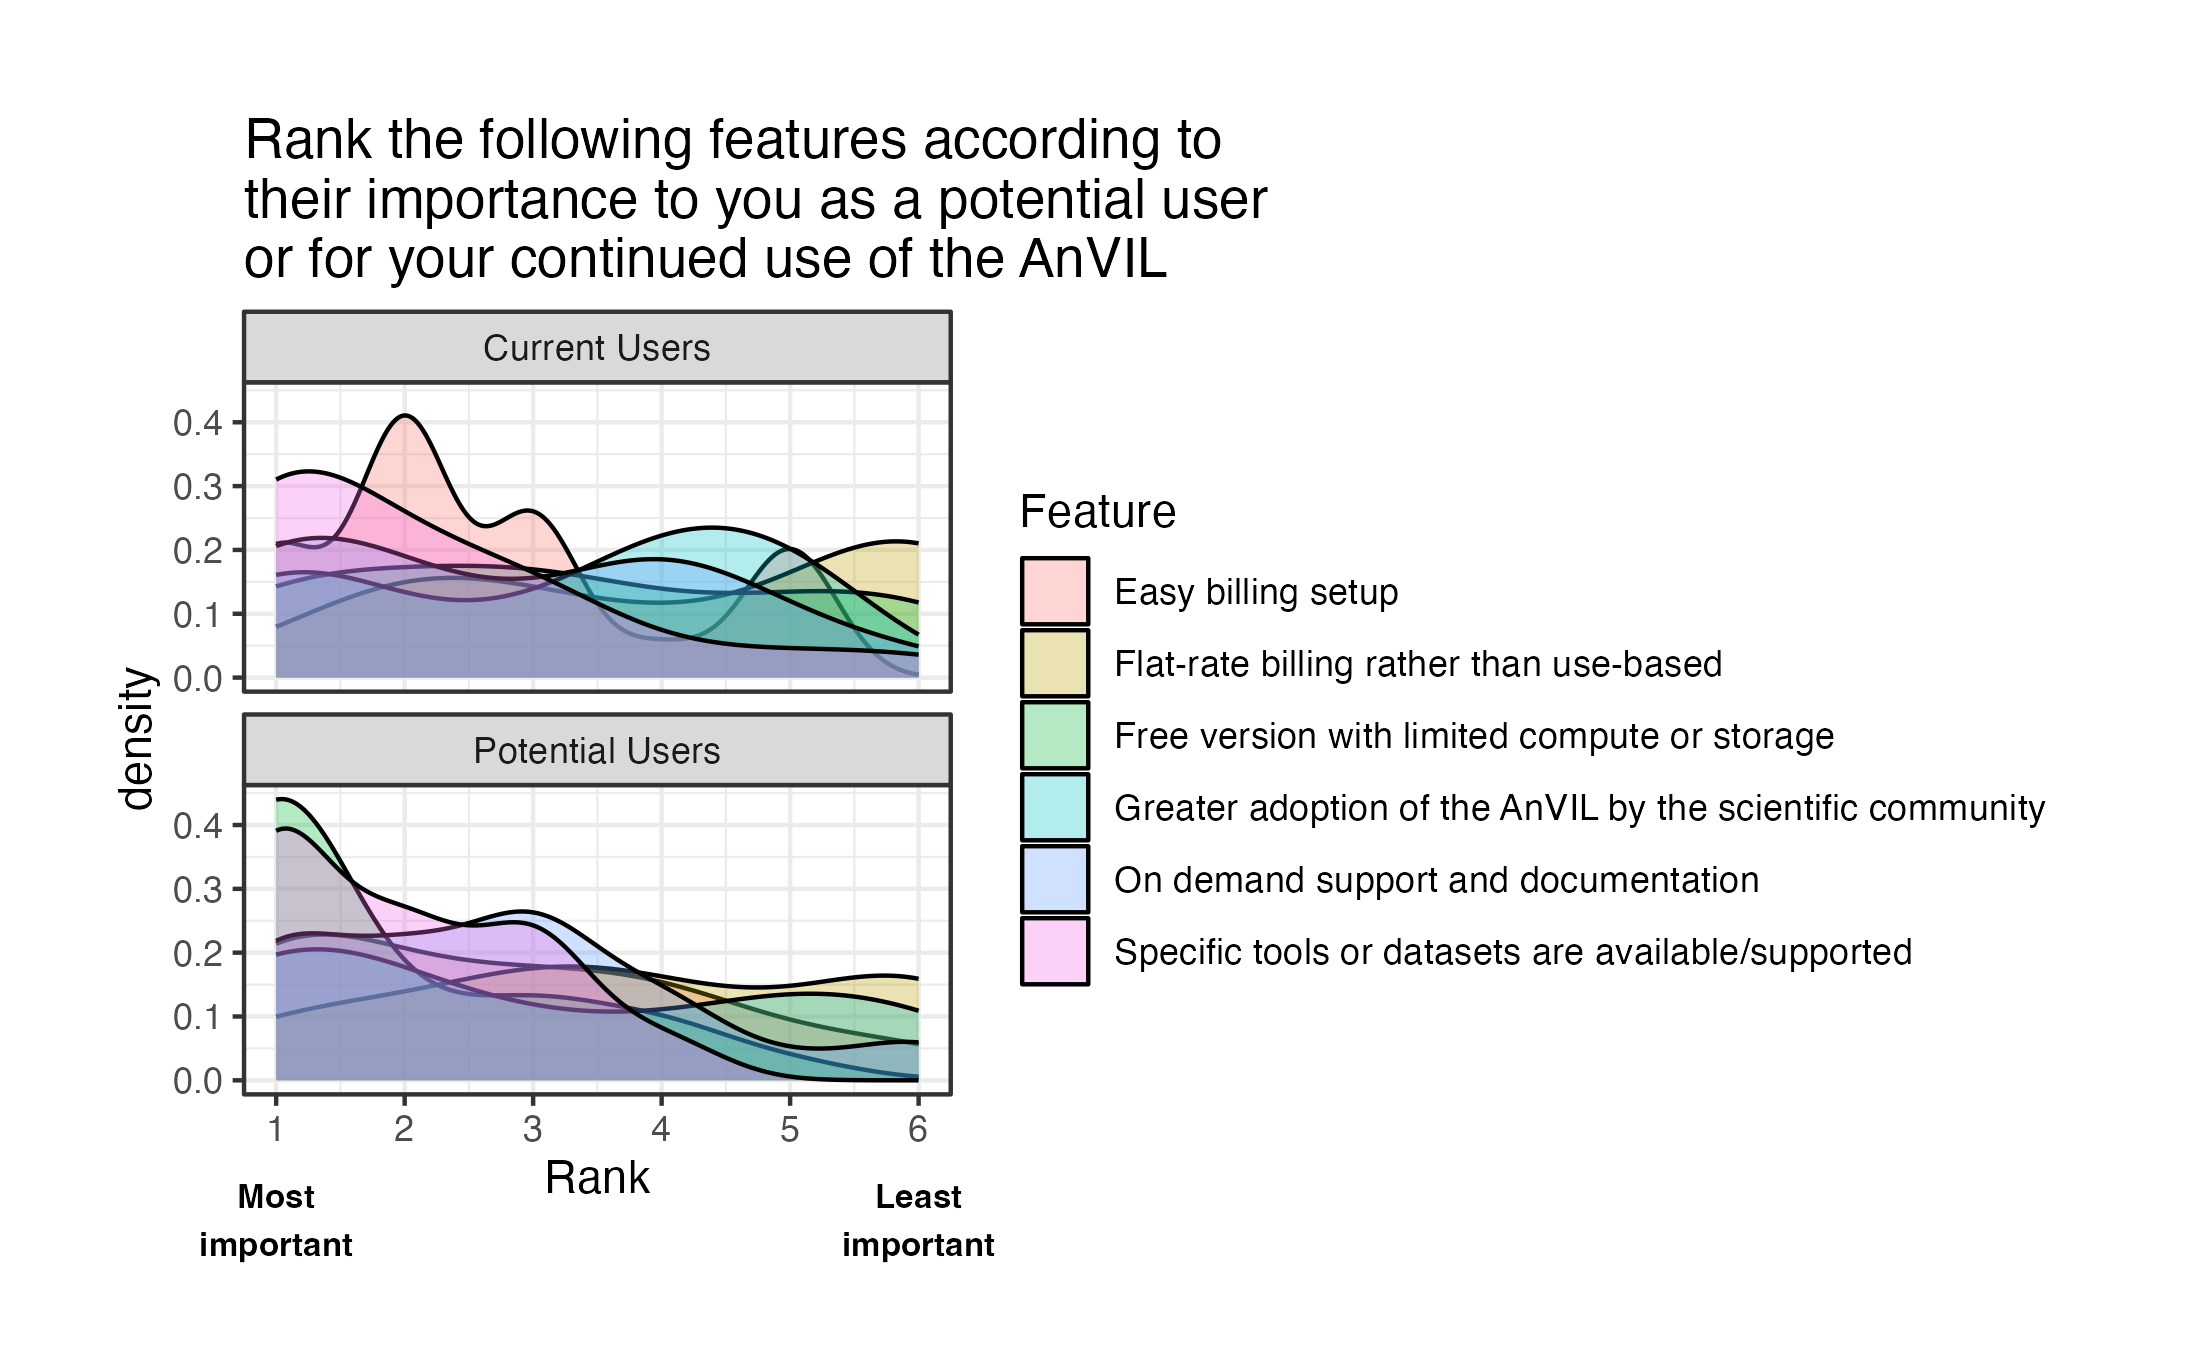 Rank the following features according to
their importance to you as a potential user
or for your continued use of the AnVIL
Current Users
0.4
0.3
0.2
0.1
0.0
density
Potential Users
0.4
0.3
0.2
0.1
0.0
1 2 3 4 5 6
Rank
Most
important
Least
important
Feature
Easy billing setup
Flat-rate billing rather than use-based
Free version with limited compute or storage
Greater adoption of the AnVIL by the scientific community
On demand support and documentation
Specific tools or datasets are available/supported